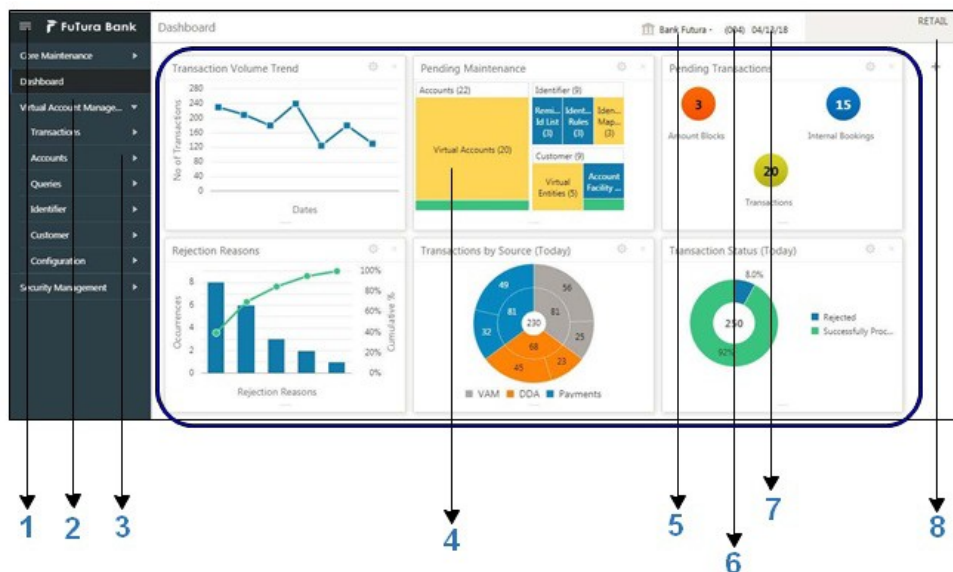 FuTura Bank
Dashboard
Bank Futura - (004) 04/13/18
RETAIL
Core Maintenance
Dashboard
Virtual Account Manage...
Transactions
Accounts
Queries
Identifier
Customer
Configuration
Security Management
Transaction Volume Trend
No of Transactions
280
240
200
160
120
80
40
0
Dates
Pending Maintenance
Accounts (22)
Virtual Accounts (20)
Identifier (9)
Remi... Id List (3)
Ident... Rules (3)
Iden... Map... (3)
Customer (9)
Virtual Entities (5)
Account Facility ...
Pending Transactions
3
Amount Blocks
15
Internal Bookings
20
Transactions
Rejection Reasons
Occurrences
8
6
4
2
0
100%
80%
60%
40%
20%
0%
Cumulative %
Rejection Reasons
Transactions by Source (Today)
49
56
81
81
32
230
25
68
45
23
VAM DDA Payments
Transaction Status (Today)
8.0%
250
92%
Rejected
Successfully Proc...
1
2
3
4
5
6
7
8